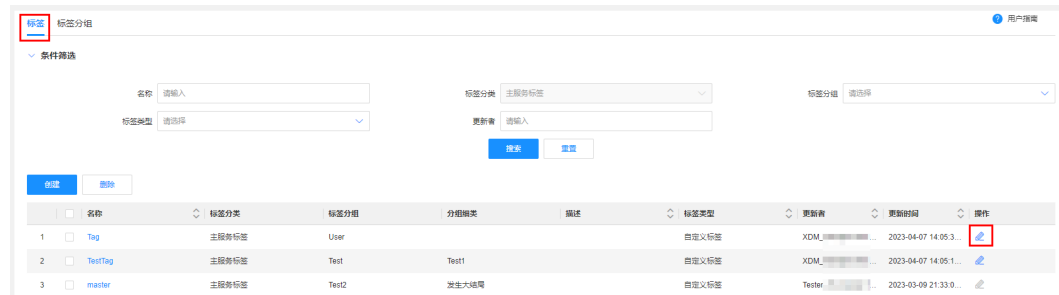 标签 标签分组 用户指南
条件筛选
名称 请输入 标签分类 主服务标签 标签分组 请选择
标签类型 请选择 更新者 请输入
搜索 重置
创建 删除
名称 标签分类 标签分组 分组细类 描述 标签类型 更新者 更新时间 操作
1 Tag 主服务标签 User 自定义标签 XDM_ ... 2023-04-07 14:05:3...
2 TestTag 主服务标签 Test Test1 自定义标签 XDM_ ... 2023-04-07 14:05:1...
3 master 主服务标签 Test2 发生大结局 自定义标签 Tester ... 2023-03-09 21:33:0...